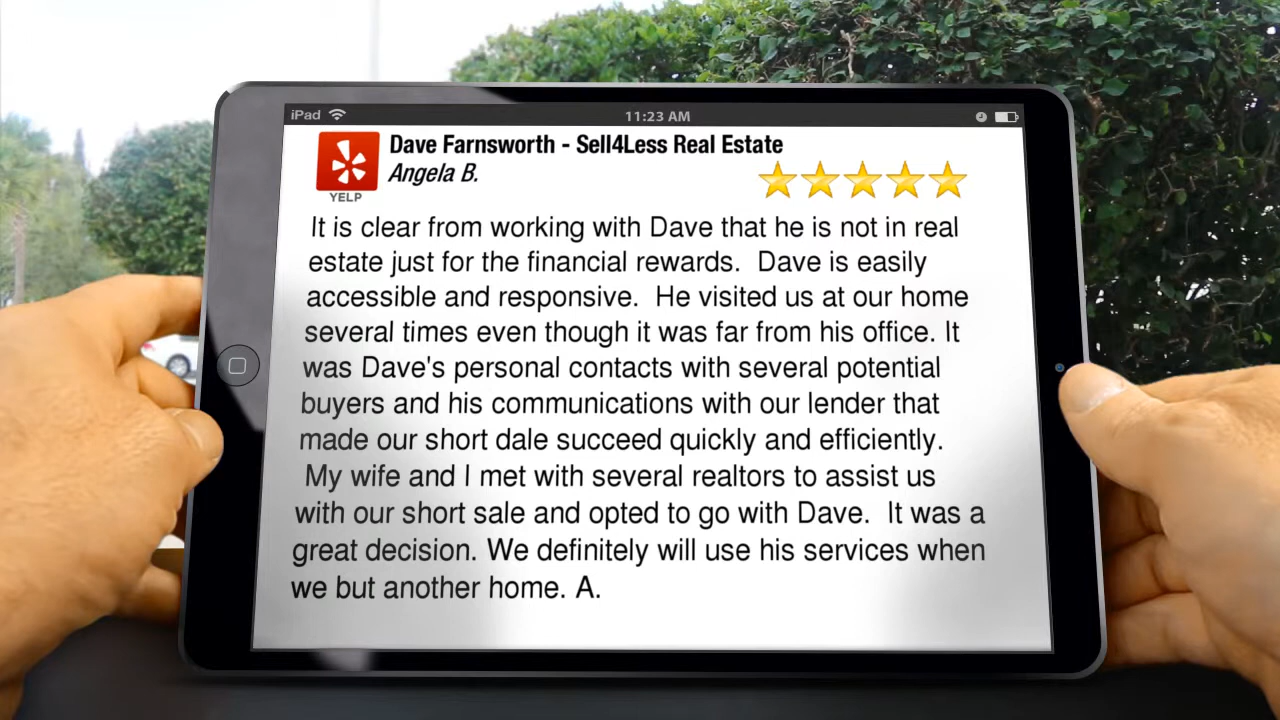 iPad
11:23 AM
Dave Farnsworth - Sell4Less Real Estate
Angela B.
YELP
It is clear from working with Dave that he is not in real
estate just for the financial rewards.  Dave is easily
accessible and responsive.  He visited us at our home
several times even though it was far from his office. It
was Dave's personal contacts with several potential
buyers and his communications with our lender that
made our short dale succeed quickly and efficiently.
My wife and I met with several realtors to assist us
with our short sale and opted to go with Dave.  It was a
great decision. We definitely will use his services when
we but another home. A.